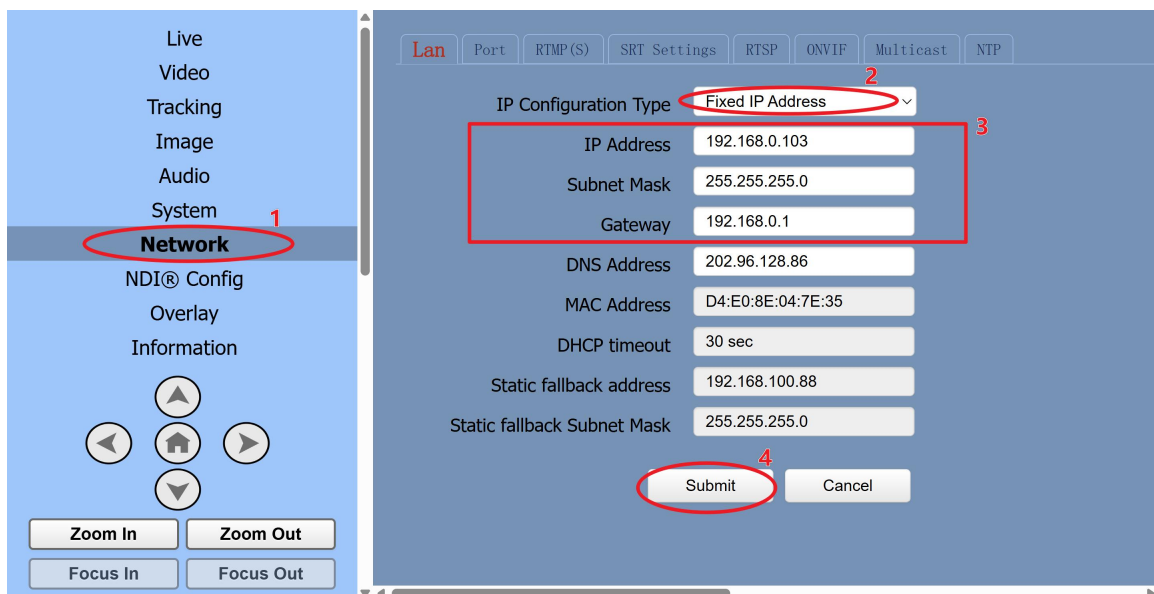 Live
Video
Tracking
Image
Audio
System
1
Network
NDI® Config
Overlay
Information
Zoom In
Zoom Out
Focus In
Focus Out
Lan Port RTMP(S) SRT Settings RTSP ONVIF Multicast NTP
2
IP Configuration Type Fixed IP Address
3
IP Address 192.168.0.103
Subnet Mask 255.255.255.0
Gateway 192.168.0.1
DNS Address 202.96.128.86
MAC Address D4:E0:8E:04:7E:35
DHCP timeout 30 sec
Static fallback address 192.168.100.88
Static fallback Subnet Mask 255.255.255.0
4
Submit Cancel